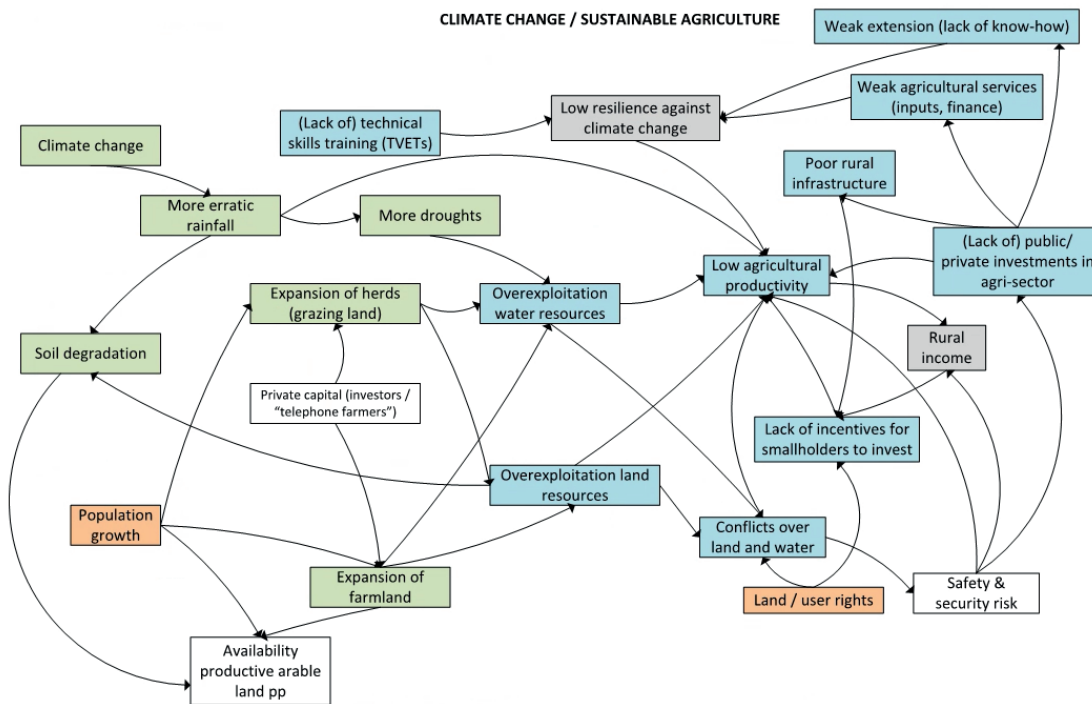 CLIMATE CHANGE / SUSTAINABLE AGRICULTURE
Weak extension (lack of know-how)
Weak agricultural services
(inputs, finance)
Low resilience against
climate change
(Lack of) technical
skills training (TVETs)
Climate change
Poor rural
infrastructure
More erratic
rainfall
More droughts
(Lack of) public/
private investments in
agri-sector
Low agricultural
productivity
Expansion of herds
(grazing land)
Overexploitation
water resources
Rural
income
Soil degradation
Private capital (investors /
“telephone farmers”)
Lack of incentives for
smallholders to invest
Overexploitation land
resources
Population
growth
Conflicts over
land and water
Expansion of
farmland
Land / user rights
Safety &
security risk
Availability
productive arable
land pp